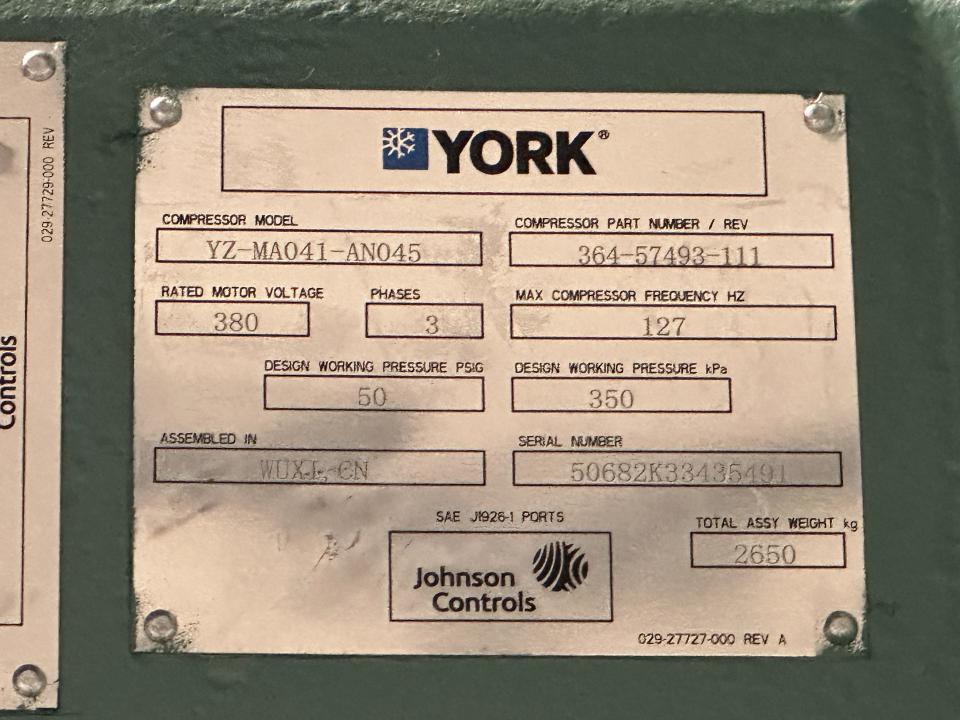 029-27729-000 REV
Controls
YORK®
COMPRESSOR MODEL
YZ-MA041-AN045
COMPRESSOR PART NUMBER / REV
364-57493-111
RATED MOTOR VOLTAGE
380
PHASES
3
MAX COMPRESSOR FREQUENCY HZ
127
DESIGN WORKING PRESSURE PSIG
50
DESIGN WORKING PRESSURE kPa
350
ASSEMBLED IN
WUXI, CN
SERIAL NUMBER
50682K33435491
SAE J1926-1 PORTS
Johnson
Controls
TOTAL ASSY WEIGHT kg
2650
029-27727-000 REV A